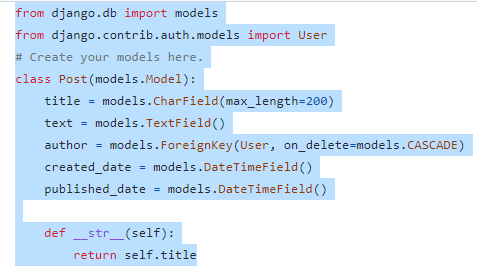 from django.db import models
from django.contrib.auth.models import User
# Create your models here.
class Post(models.Model):
    title = models.CharField(max_length=200)
    text = models.TextField()
    author = models.ForeignKey(User, on_delete=models.CASCADE)
    created_date = models.DateTimeField()
    published_date = models.DateTimeField()

    def __str__(self):
        return self.title